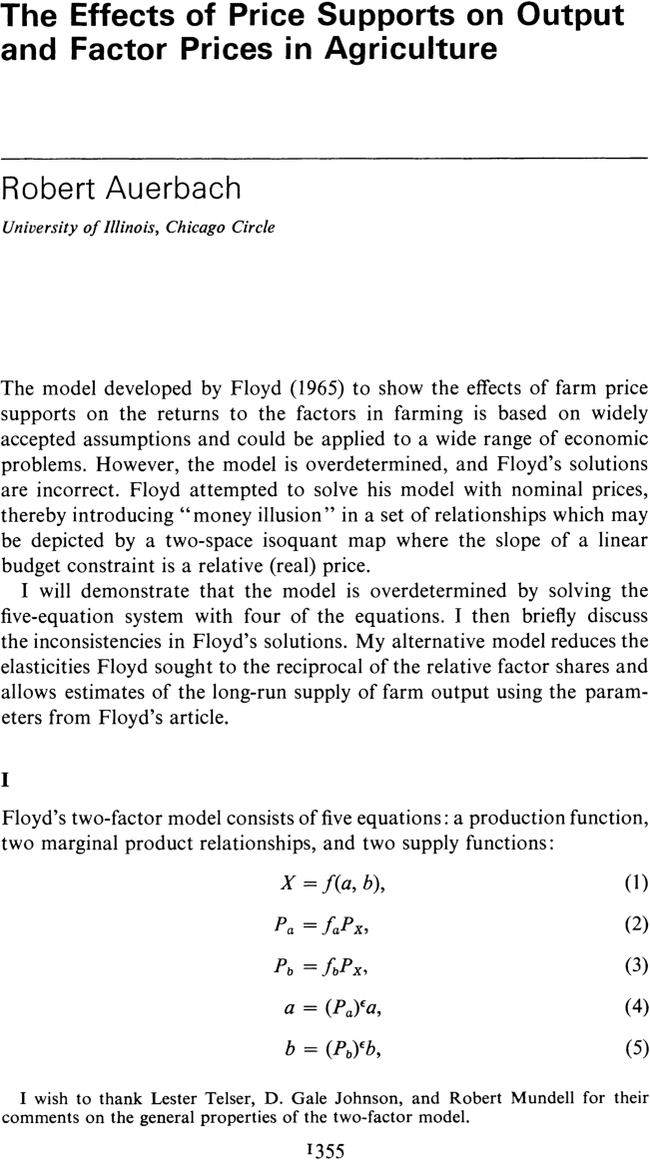 The Effects of Price Supports on Output
and Factor Prices in Agriculture
Robert Auerbach
University of Illinois, Chicago Circle
The model developed by Floyd (1965) to show the effects of farm price
supports on the returns to the factors in farming is based on widely
accepted assumptions and could be applied to a wide range of economic
problems. However, the model is overdetermined, and Floyd's solutions
are incorrect. Floyd attempted to solve his model with nominal prices,
thereby introducing “money illusion” in a set of relationships which may
be depicted by a two-space isoquant map where the slope of a linear
budget constraint is a relative (real) price.
I will demonstrate that the model is overdetermined by solving the
five-equation system with four of the equations. I then briefly discuss
the inconsistencies in Floyd's solutions. My alternative model reduces the
elasticities Floyd sought to the reciprocal of the relative factor shares and
allows estimates of the long-run supply of farm output using the param-
eters from Floyd's article.
I
Floyd's two-factor model consists of five equations: a production function,
two marginal product relationships, and two supply functions:
X = f(a, b), (1)
Pₐ = fₐPₓ, (2)
P_b = f_bPₓ, (3)
a = (Pₐ)^ϵa, (4)
b = (P_b)^ϵb, (5)
I wish to thank Lester Telser, D. Gale Johnson, and Robert Mundell for their
comments on the general properties of the two-factor model.
1355